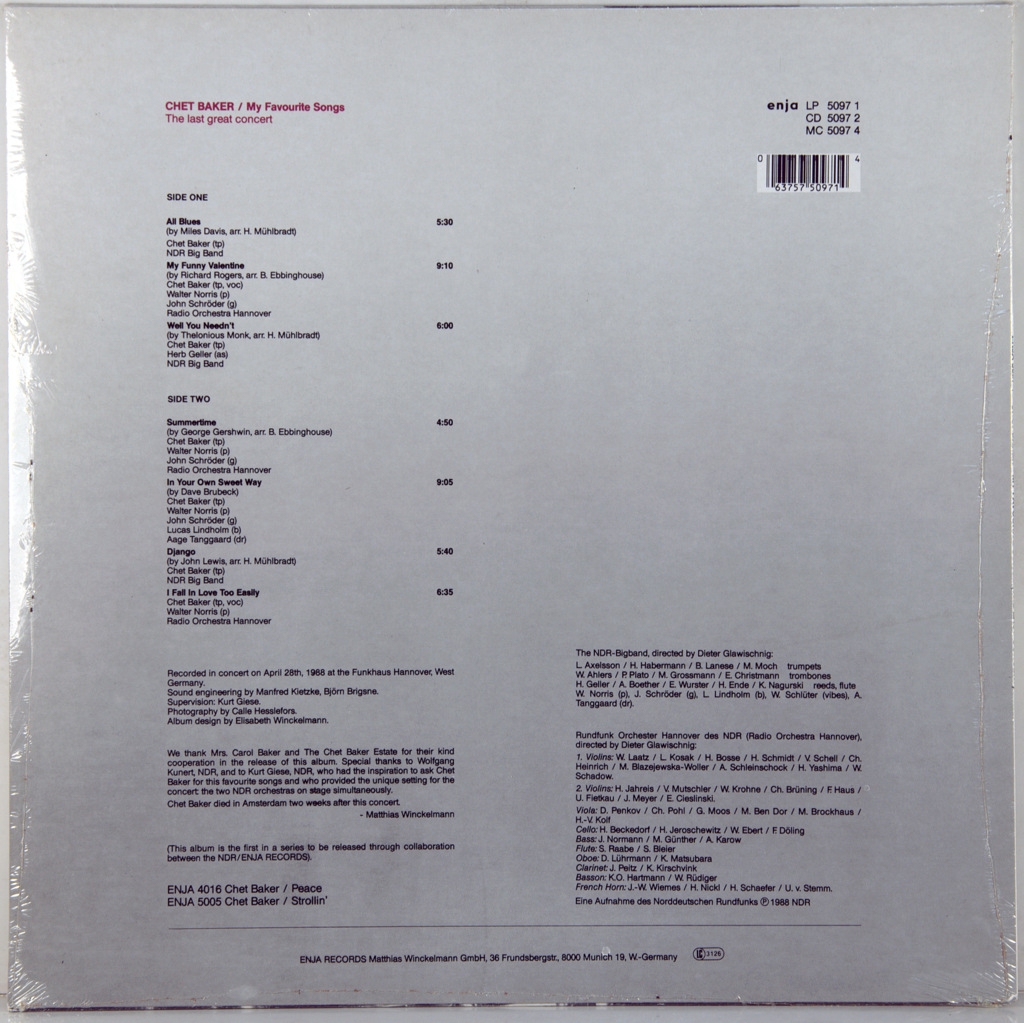 CHET BAKER / My Favourite Songs
The last great concert
enja LP 5097 1
CD 5097 2
MC 5097 4
0 63757 50971 4
SIDE ONE
All Blues 5:30
(by Miles Davis, arr. H. Mühlbradt)
Chet Baker (tp)
NDR Big Band
My Funny Valentine 9:10
(by Richard Rogers, arr. B. Ebbinghouse)
Chet Baker (tp, voc)
Walter Norris (p)
John Schröder (g)
Radio Orchestra Hannover
Well You Needn't 6:00
(by Thelonious Monk, arr. H. Mühlbradt)
Chet Baker (tp)
Herb Geller (as)
NDR Big Band
SIDE TWO
Summertime 4:50
(by George Gershwin, arr. B. Ebbinghouse)
Chet Baker (tp)
Walter Norris (p)
John Schröder (g)
Radio Orchestra Hannover
In Your Own Sweet Way 9:05
(by Dave Brubeck)
Chet Baker (tp)
Walter Norris (p)
John Schröder (g)
Lucas Lindholm (b)
Aage Tanggaard (dr)
Django 5:40
(by John Lewis, arr. H. Mühlbradt)
Chet Baker (tp)
NDR Big Band
I Fall In Love Too Easily 6:35
Chet Baker (tp, voc)
Walter Norris (p)
Radio Orchestra Hannover
Recorded in concert on April 28th, 1988 at the Funkhaus Hannover, West
Germany.
Sound engineering by Manfred Kietzke, Björn Brigsne.
Supervision: Kurt Giese.
Photography by Calle Hesslefors.
Album design by Elisabeth Winckelmann.
We thank Mrs. Carol Baker and The Chet Baker Estate for their kind
cooperation in the release of this album. Special thanks to Wolfgang
Kunert, NDR, and to Kurt Giese, NDR, who had the inspiration to ask Chet
Baker for this favourite songs and who provided the unique setting for the
concert: the two NDR orchestras on stage simultaneously.
Chet Baker died in Amsterdam two weeks after this concert.
- Matthias Winckelmann
(This album is the first in a series to be released through collaboration
between the NDR/ENJA RECORDS).
ENJA 4016 Chet Baker / Peace
ENJA 5005 Chet Baker / Strollin'
The NDR-Bigband, directed by Dieter Glawischnig:
L. Axelsson / H. Habermann / B. Lanese / M. Moch trumpets
W. Ahlers / P. Plato / M. Grossmann / E. Christmann trombones
H. Geller / A. Boether / E. Wurster / H. Ende / K. Nagurski reeds, flute
W. Norris (p), J. Schröder (g), L. Lindholm (b), W. Schlüter (vibes), A.
Tanggaard (dr).
Rundfunk Orchester Hannover des NDR (Radio Orchestra Hannover),
directed by Dieter Glawischnig:
1. Violins: W. Laatz / L. Kosak / H. Bosse / H. Schmidt / V. Schell / Ch.
Heinrich / M. Blazejewska-Woller / A. Schleinschock / H. Yashima / W.
Schadow.
2. Violins: H. Jahreis / V. Mutschler / W. Krohne / Ch. Brüning / F. Haus /
U. Fietkau / J. Meyer / E. Cieslinski.
Viola: D. Penkov / Ch. Pohl / G. Moos / M. Ben Dor / M. Brockhaus /
H.-V. Kolf
Cello: H. Beckedorf / H. Jeroschewitz / W. Ebert / F. Döling
Bass: J. Normann / M. Günther / A. Karow
Flute: S. Raabe / S. Bleier
Oboe: D. Lührmann / K. Matsubara
Clarinet: J. Peitz / K. Kirschvink
Basson: K.O. Hartmann / W. Rüdiger
French Horn: J.-W. Wiemes / H. Nickl / H. Schaefer / U. v. Stemm.
Eine Aufnahme des Norddeutschen Rundfunks ℗ 1988 NDR
ENJA RECORDS Matthias Winckelmann GmbH, 36 Frundsbergstr., 8000 Munich 19, W.-Germany LC 3126